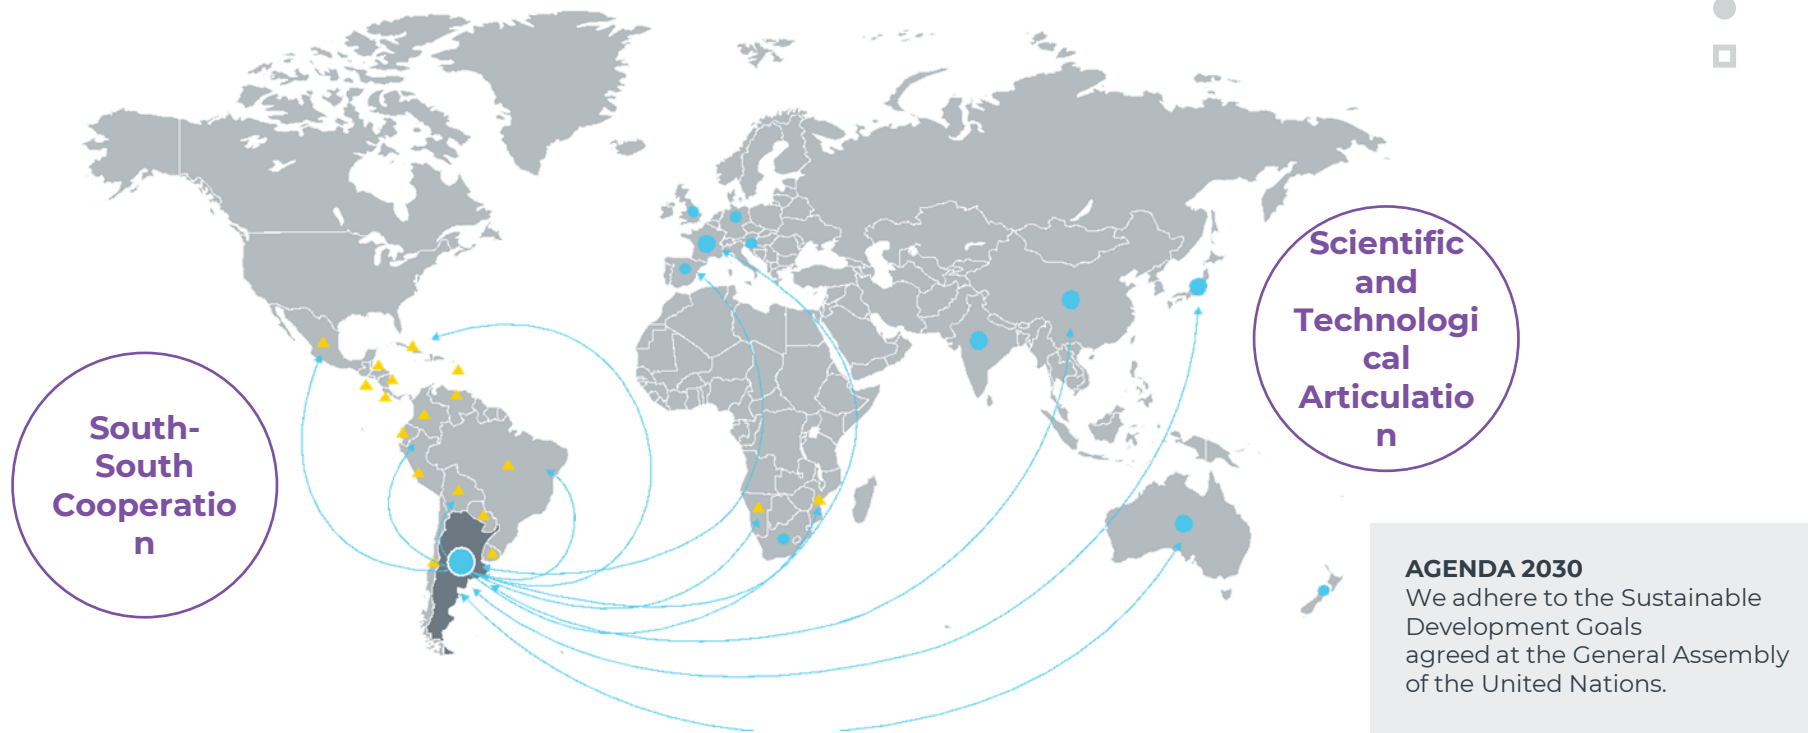 South-
South
Cooperatio
n
Scientific
and
Technologi
cal
Articulatio
n
AGENDA 2030
We adhere to the Sustainable
Development Goals
agreed at the General Assembly
of the United Nations.